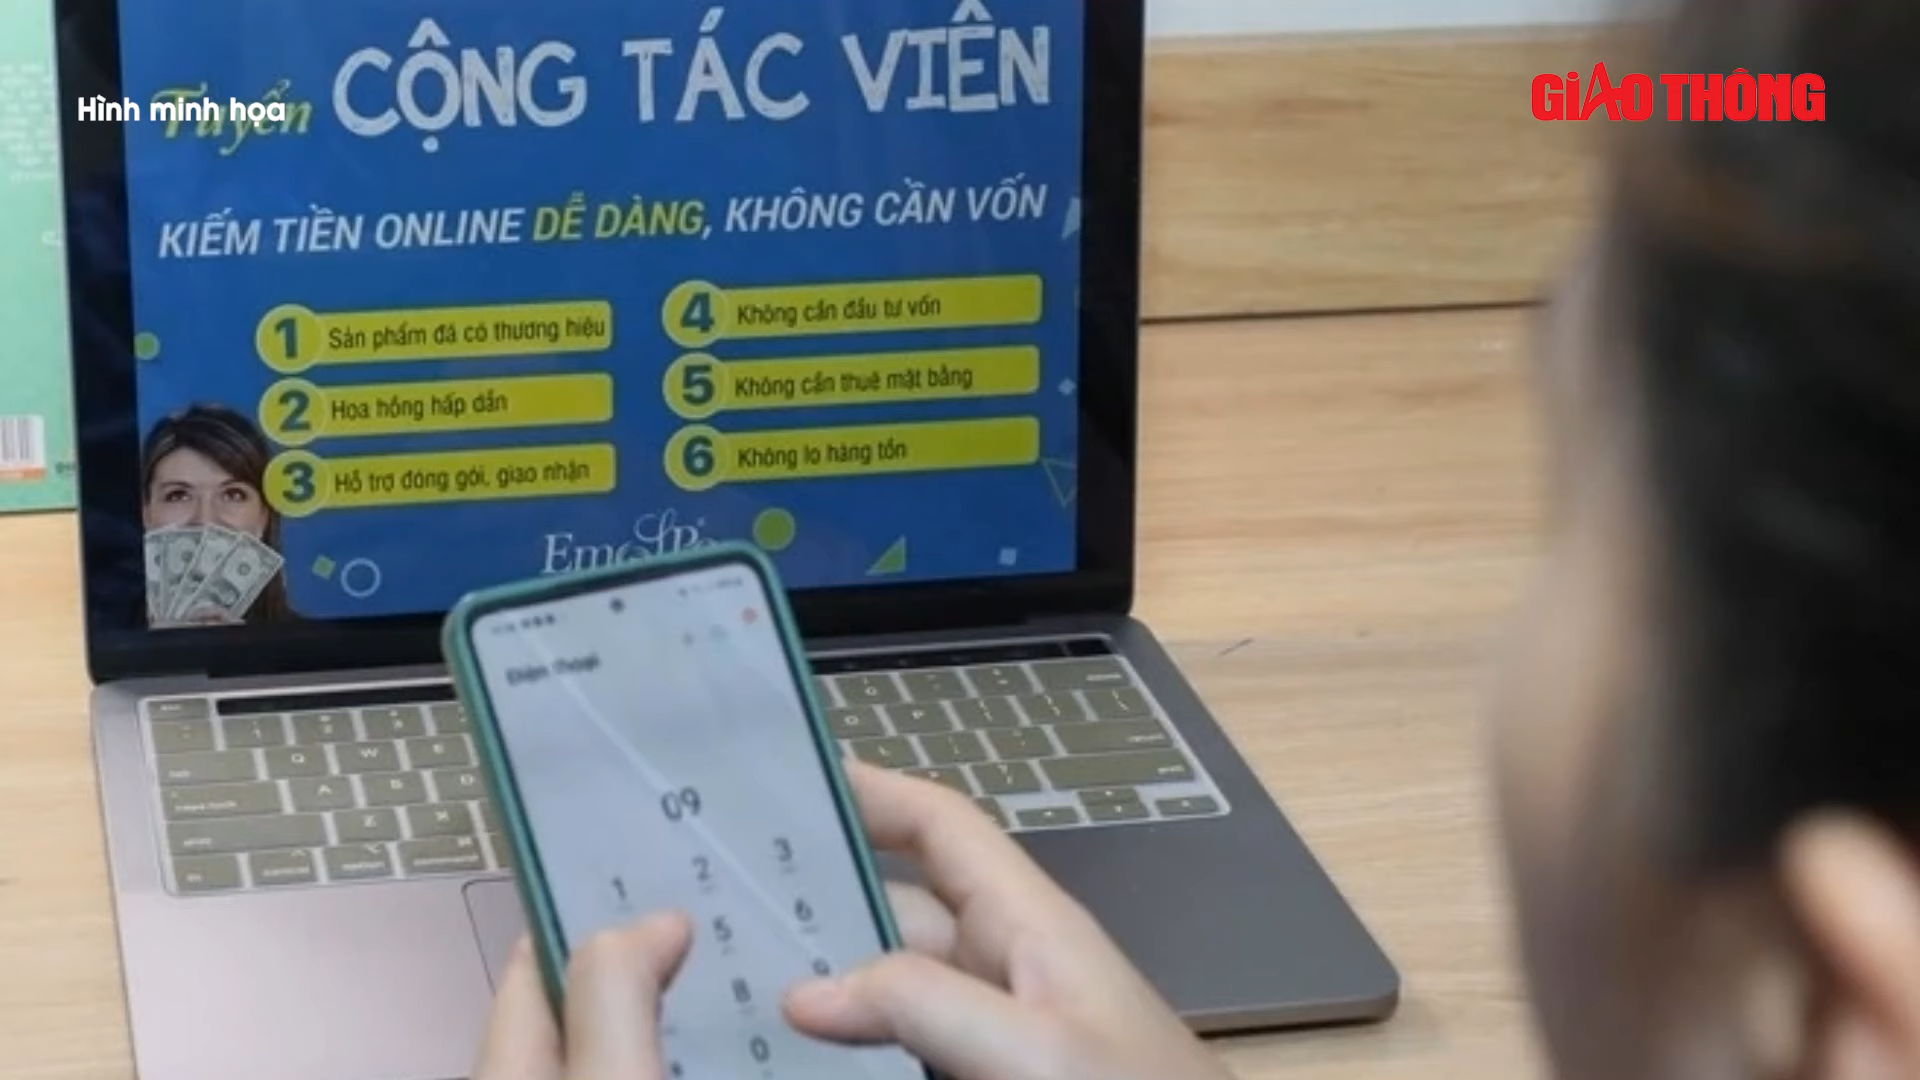 Hình minh họa
GIAO THÔNG
Tuyển CỘNG TÁC VIÊN
KIẾM TIỀN ONLINE DỄ DÀNG, KHÔNG CẦN VỐN
1 Sản phẩm đã có thương hiệu
2 Hoa hồng hấp dẫn
3 Hỗ trợ đóng gói, giao nhận
4 Không cần đầu tư vốn
5 Không cần thuê mặt bằng
6 Không lo hàng tồn
Điện thoại
09
1 2 3
5 6
8 9
0